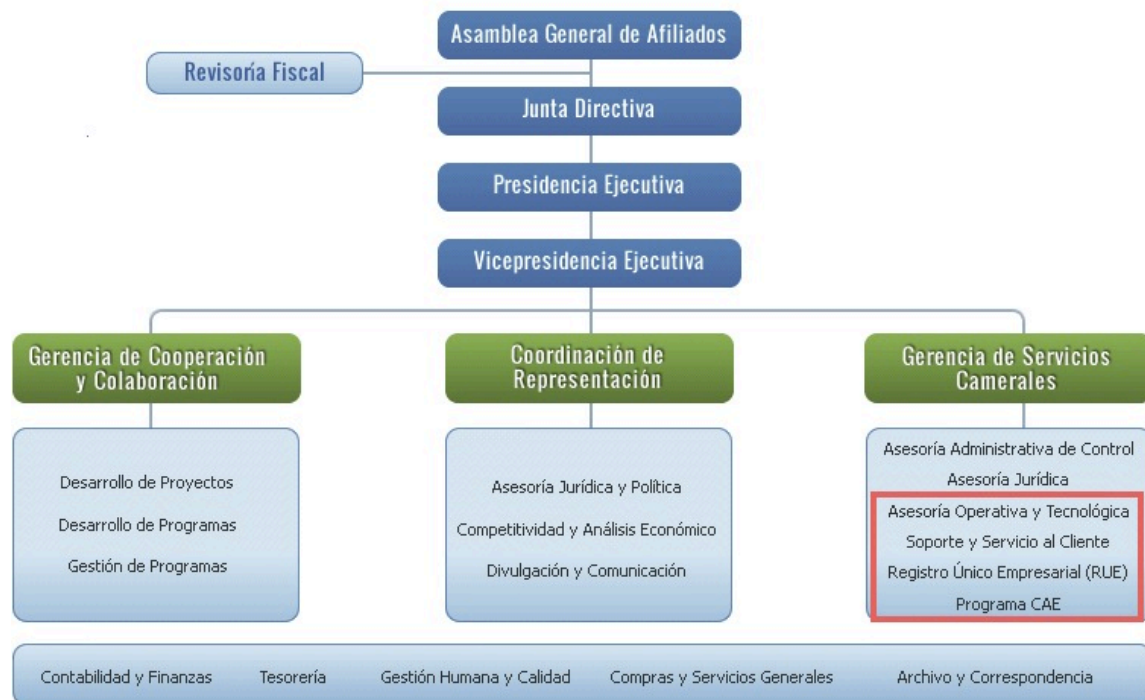 Asamblea General de Afiliados
Revisoría Fiscal
Junta Directiva
Presidencia Ejecutiva
Vicepresidencia Ejecutiva
Gerencia de Cooperación
y Colaboración
Coordinación de
Representación
Gerencia de Servicios
Camerales
Desarrollo de Proyectos
Desarrollo de Programas
Gestión de Programas
Asesoría Jurídica y Política
Competitividad y Análisis Económico
Divulgación y Comunicación
Asesoría Administrativa de Control
Asesoría Jurídica
Asesoría Operativa y Tecnológica
Soporte y Servicio al Cliente
Registro Único Empresarial (RUE)
Programa CAE
Contabilidad y Finanzas
Tesorería
Gestión Humana y Calidad
Compras y Servicios Generales
Archivo y Correspondencia